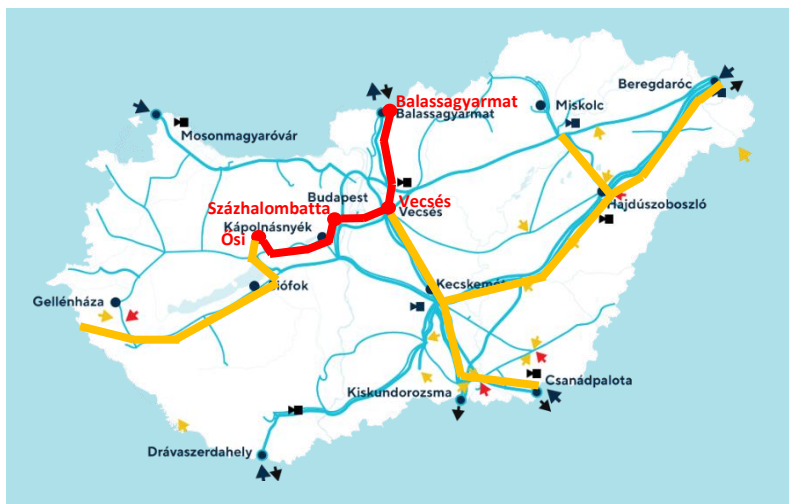 Beregdaróc
Balassagyarmat
Balassagyarmat
Miskolc
Mosonmagyaróvár
Budapest
Vecsés
Százhalombatta
Vecsés
Hajdúszoboszló
Kápolnásnyék
Ősi
Siófok
Kecskemét
Gellénháza
Csanádpalota
Kiskundorozsma
Drávaszerdahely